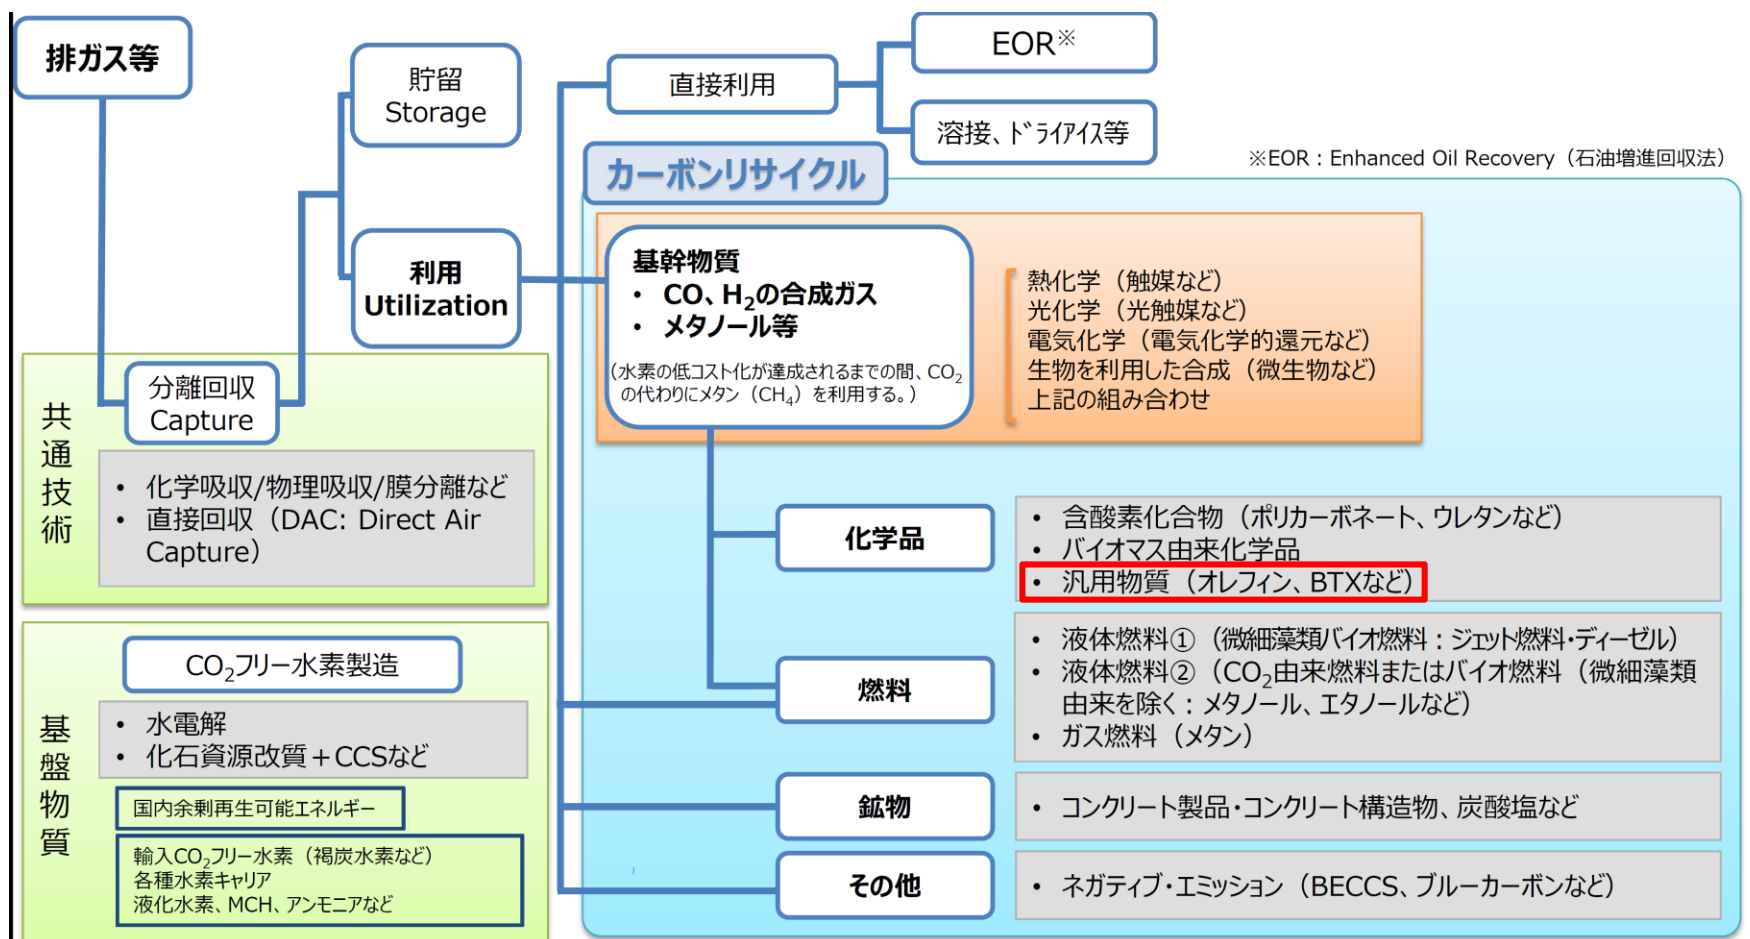 排ガス等
貯留
Storage
利用
Utilization
直接利用
EOR※
溶接、ドライアイス等
※EOR：Enhanced Oil Recovery（石油増進回収法）
カーボンリサイクル
基幹物質
• CO、H₂の合成ガス
• メタノール等
（水素の低コスト化が達成されるまでの間、CO₂
の代わりにメタン（CH₄）を利用する。）
熱化学（触媒など）
光化学（光触媒など）
電気化学（電気化学的還元など）
生物を利用した合成（微生物など）
上記の組み合わせ
共通技術
分離回収
Capture
• 化学吸収/物理吸収/膜分離など
• 直接回収（DAC: Direct Air
Capture）
基盤物質
CO₂フリー水素製造
• 水電解
• 化石資源改質＋CCSなど
国内余剰再生可能エネルギー
輸入CO₂フリー水素（褐炭水素など）
各種水素キャリア
液化水素、MCH、アンモニアなど
化学品
• 含酸素化合物（ポリカーボネート、ウレタンなど）
• バイオマス由来化学品
• 汎用物質（オレフィン、BTXなど）
燃料
• 液体燃料①（微細藻類バイオ燃料：ジェット燃料・ディーゼル）
• 液体燃料②（CO₂由来燃料またはバイオ燃料（微細藻類
由来を除く：メタノール、エタノールなど）
• ガス燃料（メタン）
鉱物
• コンクリート製品・コンクリート構造物、炭酸塩など
その他
• ネガティブ・エミッション（BECCS、ブルーカーボンなど）